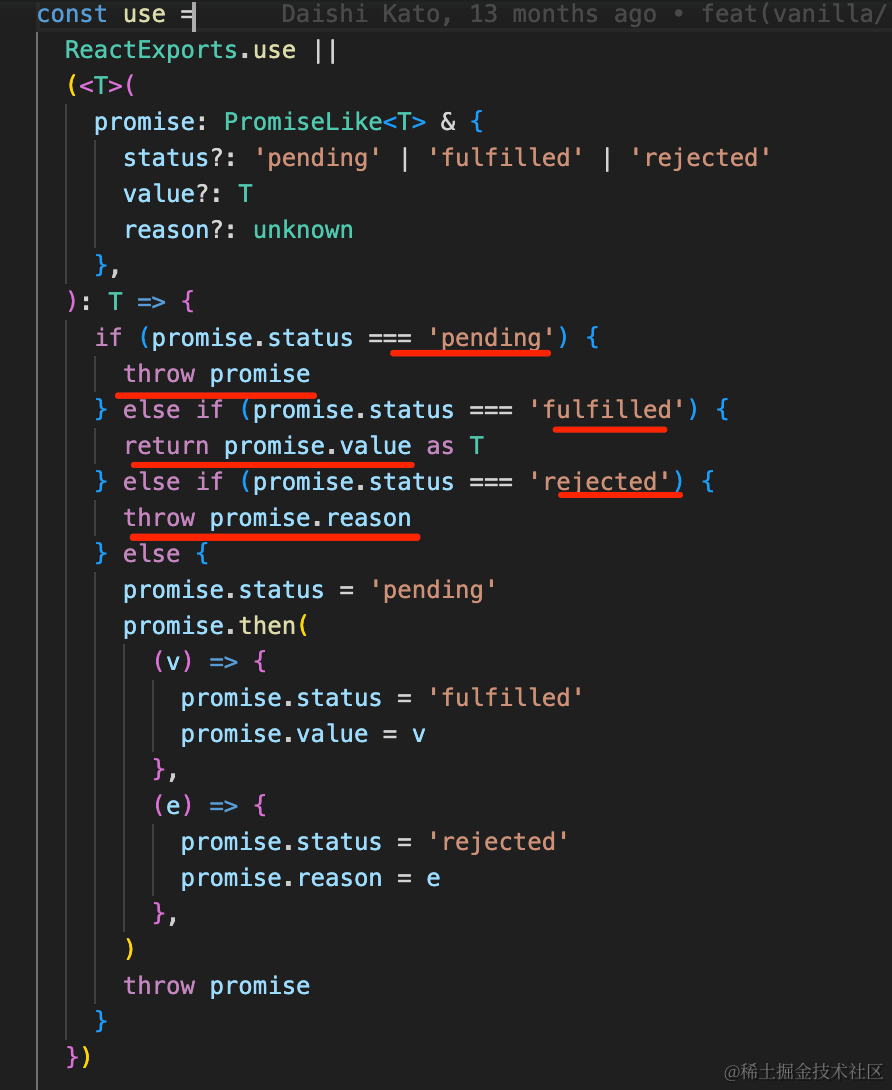 const use =      Daishi Kato, 13 months ago • feat(vanilla/
  ReactExports.use ||
  (<T>(
    promise: PromiseLike<T> & {
      status?: 'pending' | 'fulfilled' | 'rejected'
      value?: T
      reason?: unknown
    },
  ): T => {
    if (promise.status === 'pending') {
      throw promise
    } else if (promise.status === 'fulfilled') {
      return promise.value as T
    } else if (promise.status === 'rejected') {
      throw promise.reason
    } else {
      promise.status = 'pending'
      promise.then(
        (v) => {
          promise.status = 'fulfilled'
          promise.value = v
        },
        (e) => {
          promise.status = 'rejected'
          promise.reason = e
        },
      )
      throw promise
    }
  })
@稀土掘金技术社区